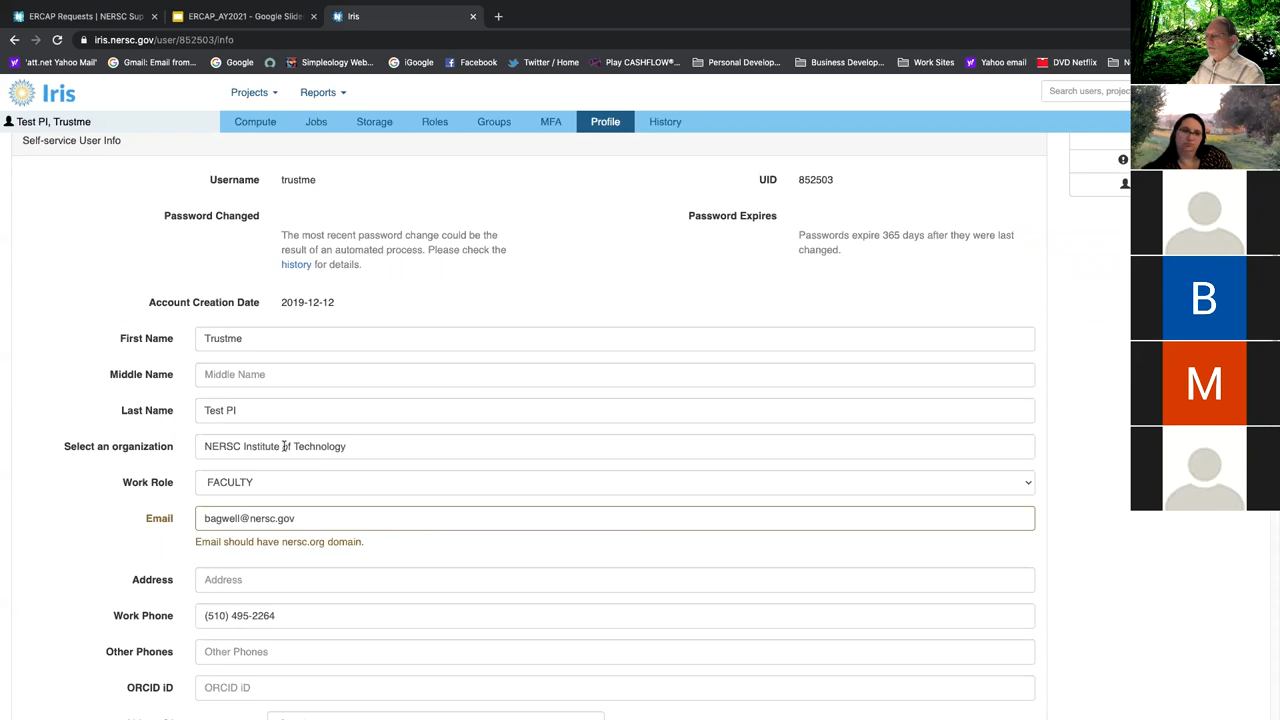 ERCAP Requests | NERSC Sup
ERCAP_AY2021 - Google Slide
Iris
iris.nersc.gov/user/852503/info
'att.net Yahoo Mail'
Gmail: Email from...
Google
Simpleology Web...
iGoogle
Facebook
Twitter / Home
Play CASHFLOW®...
Personal Develop...
Business Develop...
Work Sites
Yahoo email
DVD Netflix
Iris
Projects
Reports
Search users, projec
Test PI, Trustme
Compute
Jobs
Storage
Roles
Groups
MFA
Profile
History
Self-service User Info
Username trustme
UID 852503
Password Changed
The most recent password change could be the
result of an automated process. Please check the
history for details.
Password Expires
Passwords expire 365 days after they were last
changed.
Account Creation Date 2019-12-12
First Name Trustme
Middle Name Middle Name
Last Name Test PI
Select an organization NERSC Institute of Technology
Work Role FACULTY
Email bagwell@nersc.gov
Email should have nersc.org domain.
Address Address
Work Phone (510) 495-2264
Other Phones Other Phones
ORCID iD ORCID iD
B
M